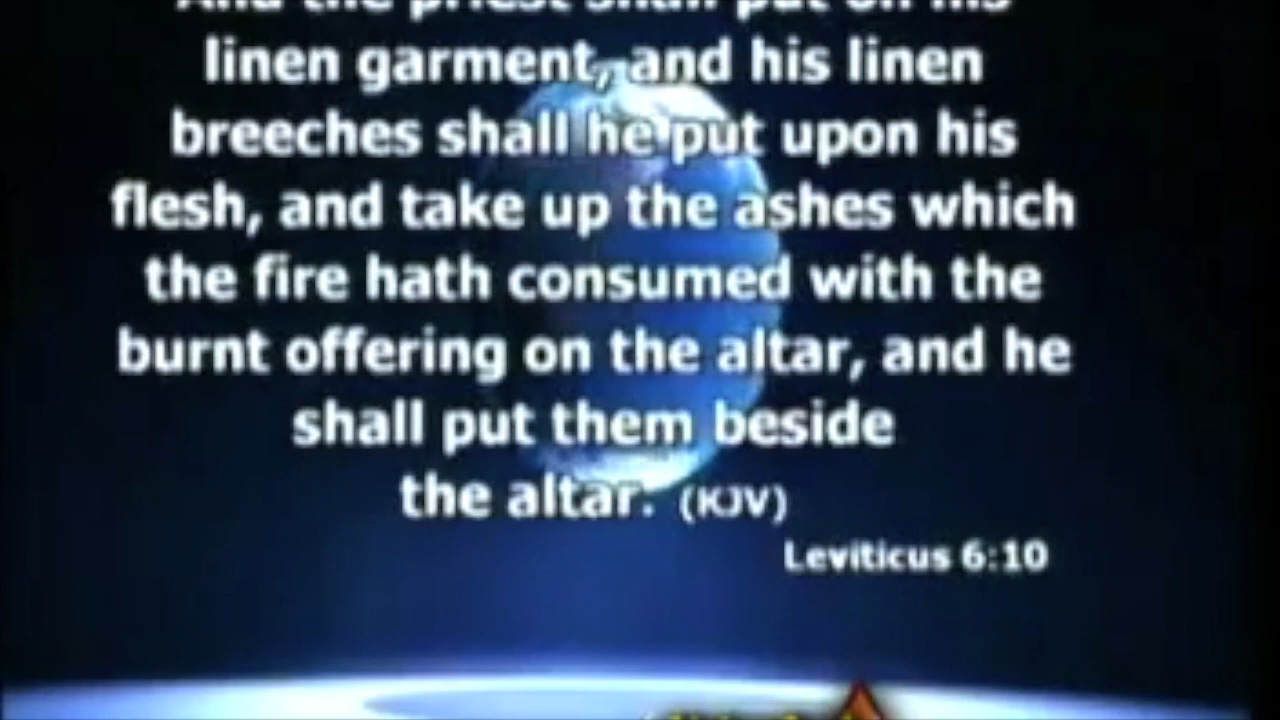 And the priest shall put on his
linen garment, and his linen
breeches shall he put upon his
flesh, and take up the ashes which
the fire hath consumed with the
burnt offering on the altar, and he
shall put them beside
the altar. (KJV)
Leviticus 6:10